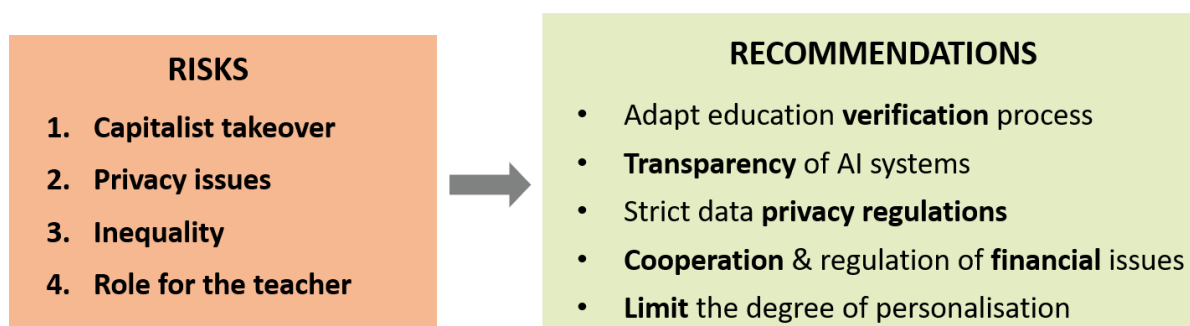 RISKS
1. Capitalist takeover
2. Privacy issues
3. Inequality
4. Role for the teacher
RECOMMENDATIONS
• Adapt education verification process
• Transparency of AI systems
• Strict data privacy regulations
• Cooperation & regulation of financial issues
• Limit the degree of personalisation